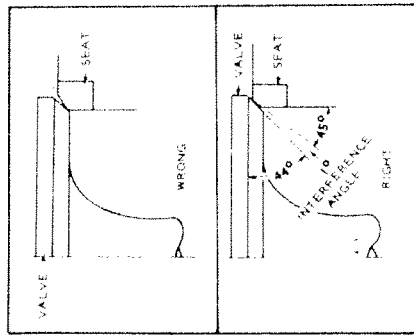 VALVE
SEAT
WRONG
VALVE
SEAT
44°
45°
1°
INTERFERENCE
ANGLE
RIGHT